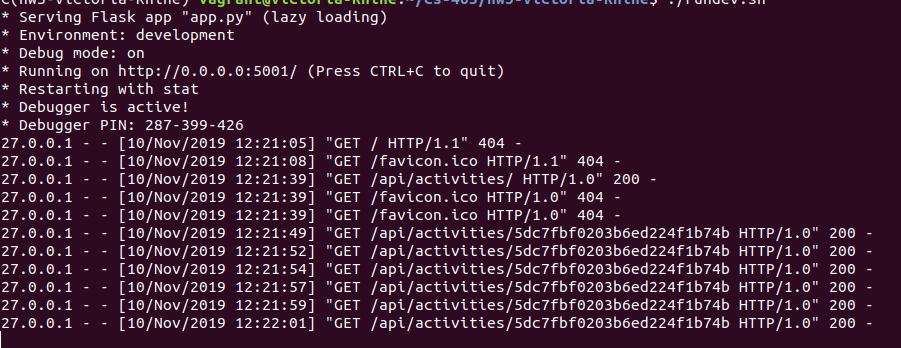 * Serving Flask app "app.py" (lazy loading)
* Environment: development
* Debug mode: on
* Running on http://0.0.0.0:5001/ (Press CTRL+C to quit)
* Restarting with stat
* Debugger is active!
* Debugger PIN: 287-399-426
27.0.0.1 - - [10/Nov/2019 12:21:05] "GET / HTTP/1.1" 404 -
27.0.0.1 - - [10/Nov/2019 12:21:08] "GET /favicon.ico HTTP/1.1" 404 -
27.0.0.1 - - [10/Nov/2019 12:21:39] "GET /api/activities/ HTTP/1.0" 200 -
27.0.0.1 - - [10/Nov/2019 12:21:39] "GET /favicon.ico HTTP/1.0" 404 -
27.0.0.1 - - [10/Nov/2019 12:21:39] "GET /favicon.ico HTTP/1.0" 404 -
27.0.0.1 - - [10/Nov/2019 12:21:49] "GET /api/activities/5dc7fbf0203b6ed224f1b74b HTTP/1.0" 200 -
27.0.0.1 - - [10/Nov/2019 12:21:52] "GET /api/activities/5dc7fbf0203b6ed224f1b74b HTTP/1.0" 200 -
27.0.0.1 - - [10/Nov/2019 12:21:54] "GET /api/activities/5dc7fbf0203b6ed224f1b74b HTTP/1.0" 200 -
27.0.0.1 - - [10/Nov/2019 12:21:57] "GET /api/activities/5dc7fbf0203b6ed224f1b74b HTTP/1.0" 200 -
27.0.0.1 - - [10/Nov/2019 12:21:59] "GET /api/activities/5dc7fbf0203b6ed224f1b74b HTTP/1.0" 200 -
27.0.0.1 - - [10/Nov/2019 12:22:01] "GET /api/activities/5dc7fbf0203b6ed224f1b74b HTTP/1.0" 200 -